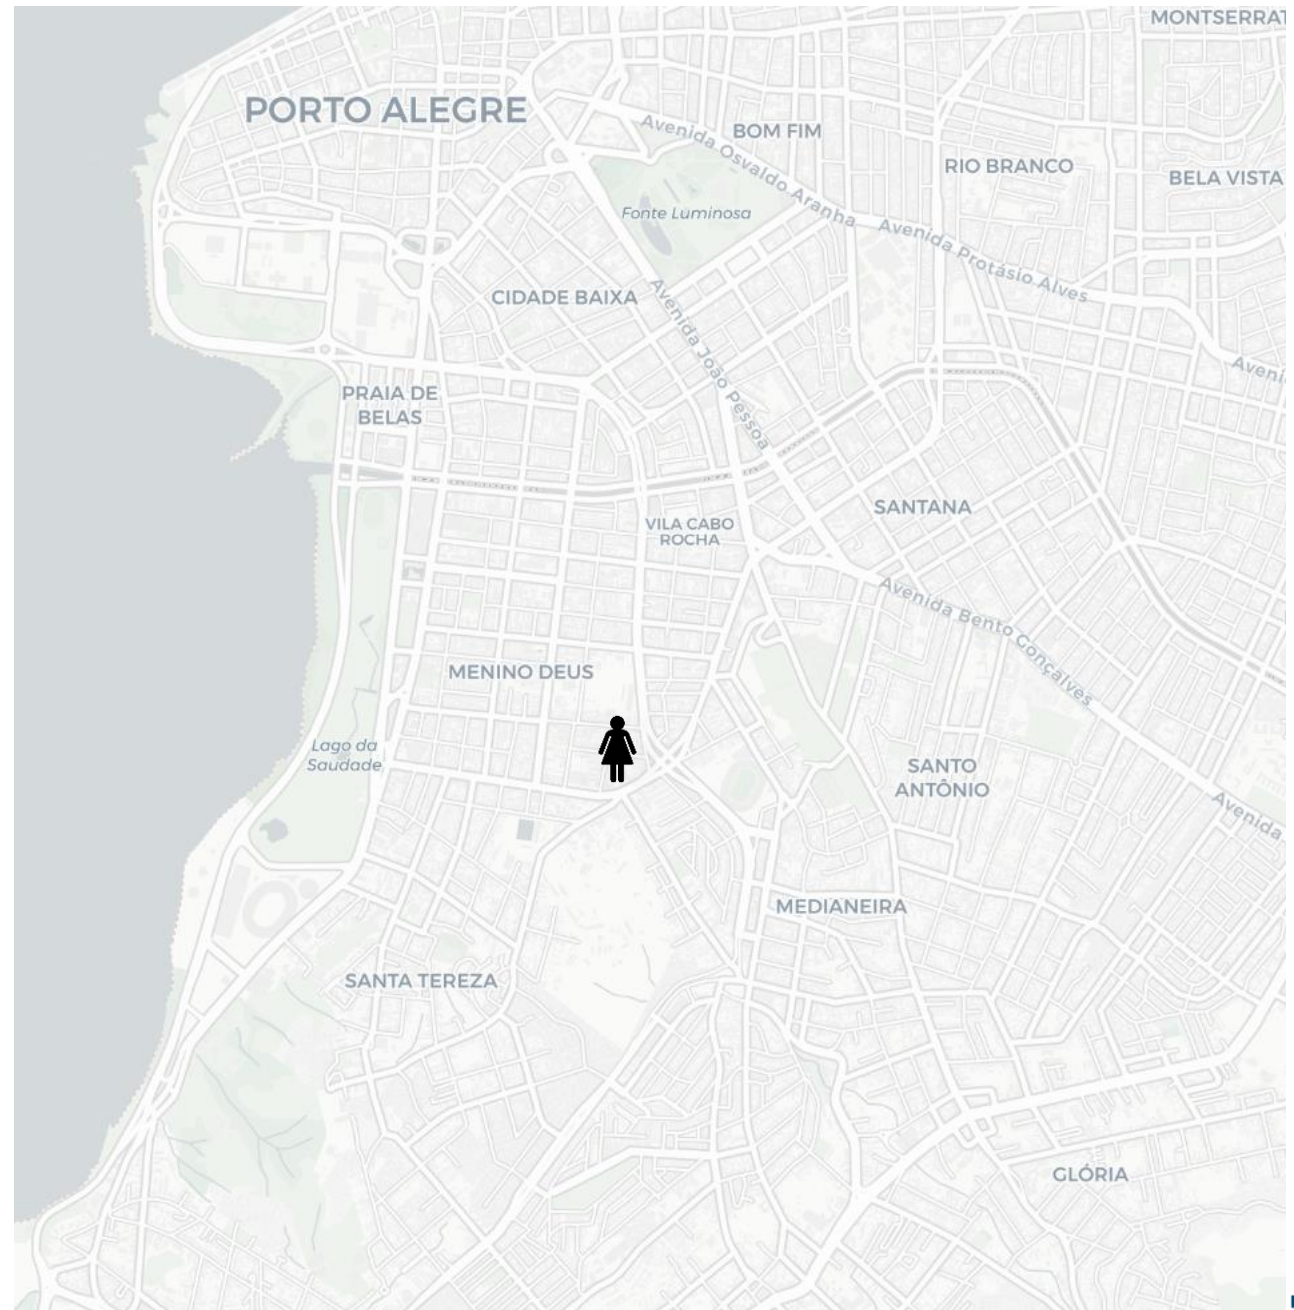 MONTSERRAT
PORTO ALEGRE
Avenida Osvaldo Aranha
BOM FIM
RIO BRANCO
BELA VISTA
Fonte Luminosa
Avenida Protásio Alves
CIDADE BAIXA
Avenida João Pessoa
Aveni
PRAIA DE
BELAS
SANTANA
VILA CABO
ROCHA
Avenida Bento Gonçalves
MENINO DEUS
Lago da
Saudade
SANTO
ANTÔNIO
Avenida
MEDIANEIRA
SANTA TEREZA
GLÓRIA